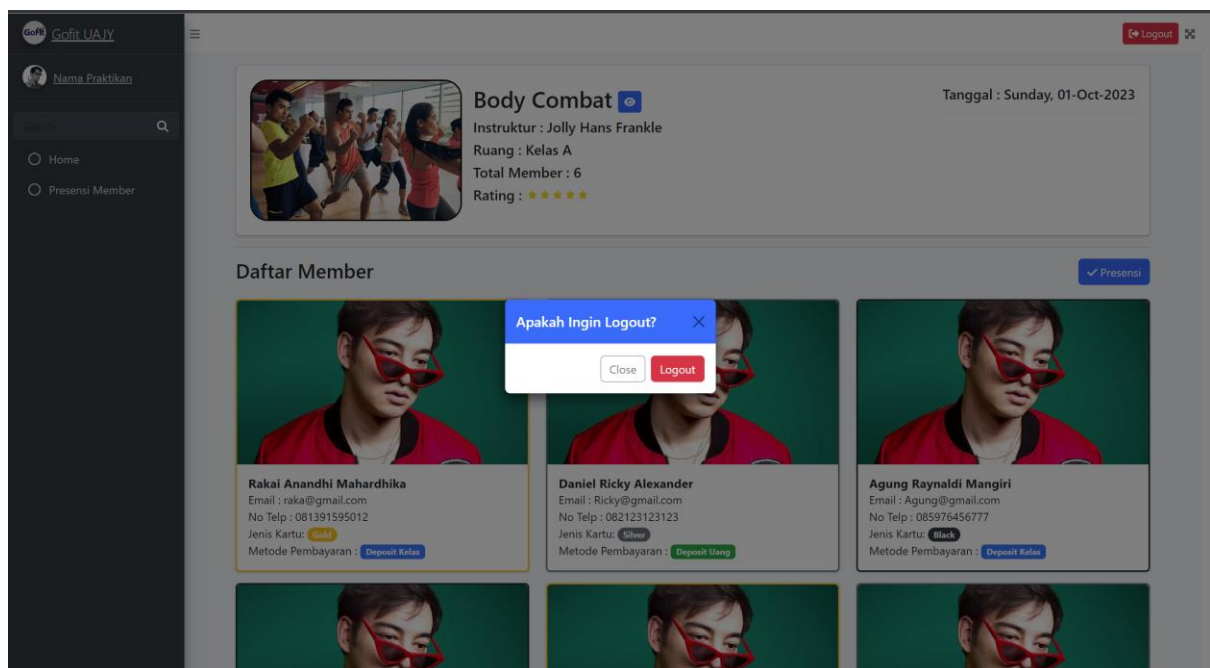 GoFit
Gofit UAJY
Logout
Nama Praktikan
Search
Home
Presensi Member
Body Combat
Instruktur : Jolly Hans Frankle
Ruang : Kelas A
Total Member : 6
Rating :
Tanggal : Sunday, 01-Oct-2023
Daftar Member
Presensi
Apakah Ingin Logout?
Close
Logout
Rakai Anandhi Mahardhika
Email : raka@gmail.com
No Telp : 081391595012
Jenis Kartu: Gold
Metode Pembayaran : Deposit Kelas
Daniel Ricky Alexander
Email : Ricky@gmail.com
No Telp : 082123123123
Jenis Kartu: Silver
Metode Pembayaran : Deposit Uang
Agung Raynaldi Mangiri
Email : Agung@gmail.com
No Telp : 085976456777
Jenis Kartu: Black
Metode Pembayaran : Deposit Kelas